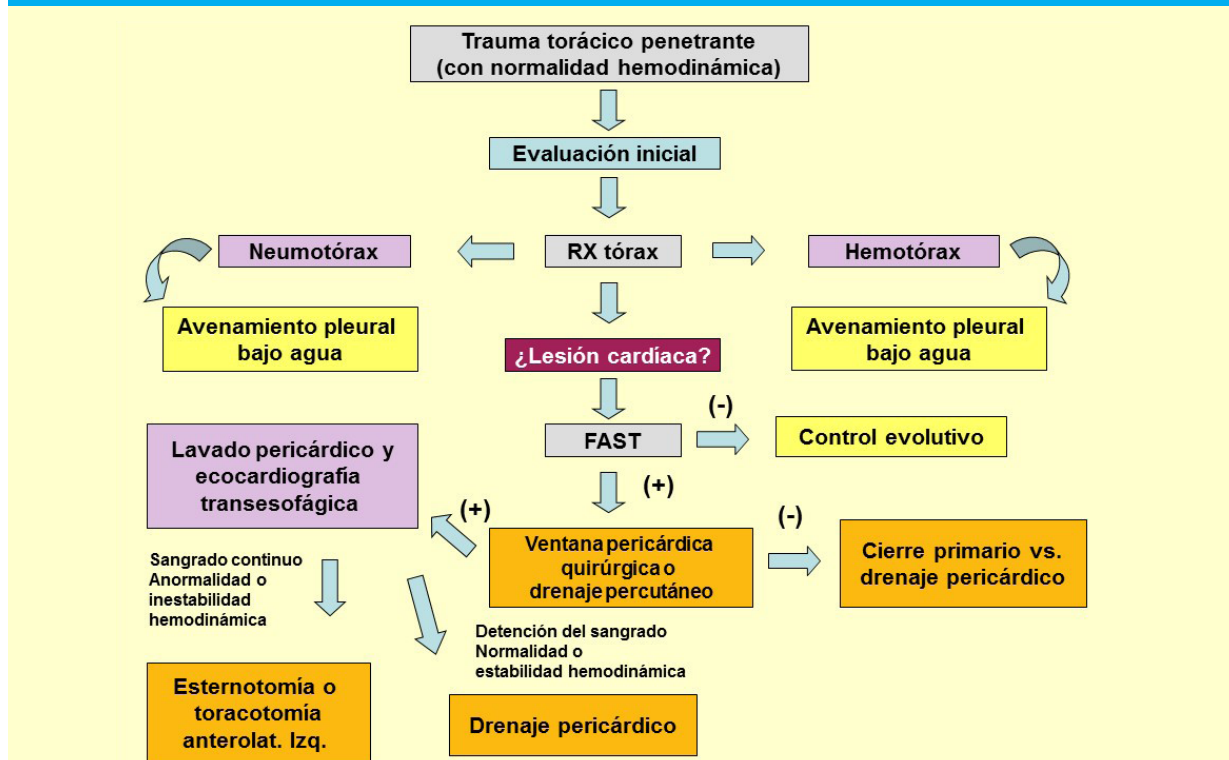 Trauma torácico penetrante
(con normalidad hemodinámica)
Evaluación inicial
Neumotórax
RX tórax
Hemotórax
Avenamiento pleural
bajo agua
Avenamiento pleural
bajo agua
¿Lesión cardíaca?
FAST
(-)
Control evolutivo
(+)
Lavado pericárdico y
ecocardiografía
transesofágica
(+)
Ventana pericárdica
quirúrgica o
drenaje percutáneo
(-)
Cierre primario vs.
drenaje pericárdico
Sangrado continuo
Anormalidad o
inestabilidad
hemodinámica
Detención del sangrado
Normalidad o
estabilidad hemodinámica
Esternotomía o
toracotomía
anterolat. Izq.
Drenaje pericárdico